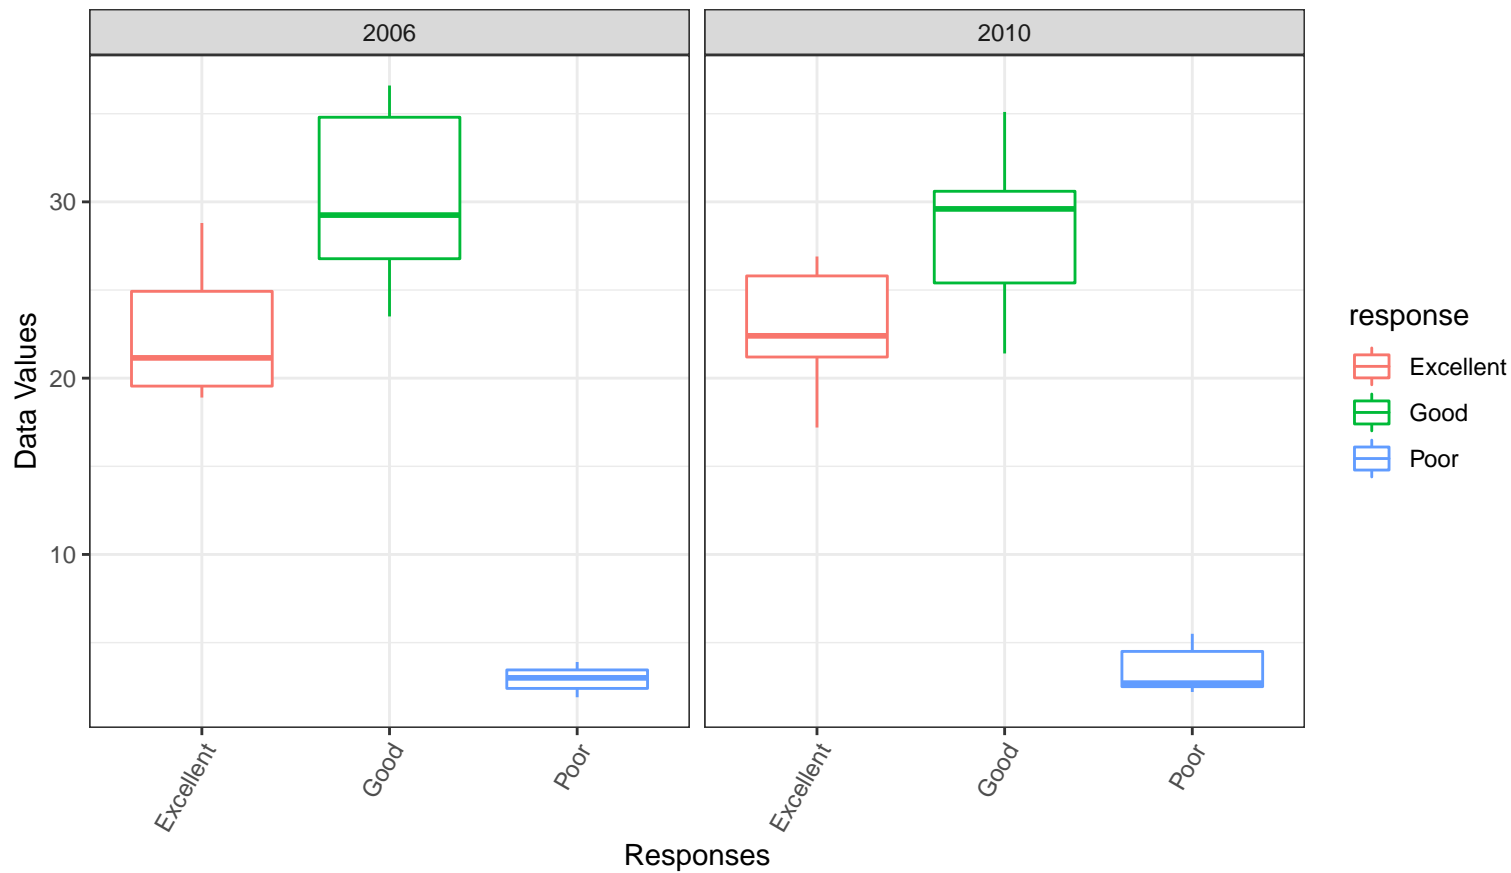 2006
2010
Data Values
30
20
10
Excellent
Good
Poor
Excellent
Good
Poor
Responses
response
Excellent
Good
Poor